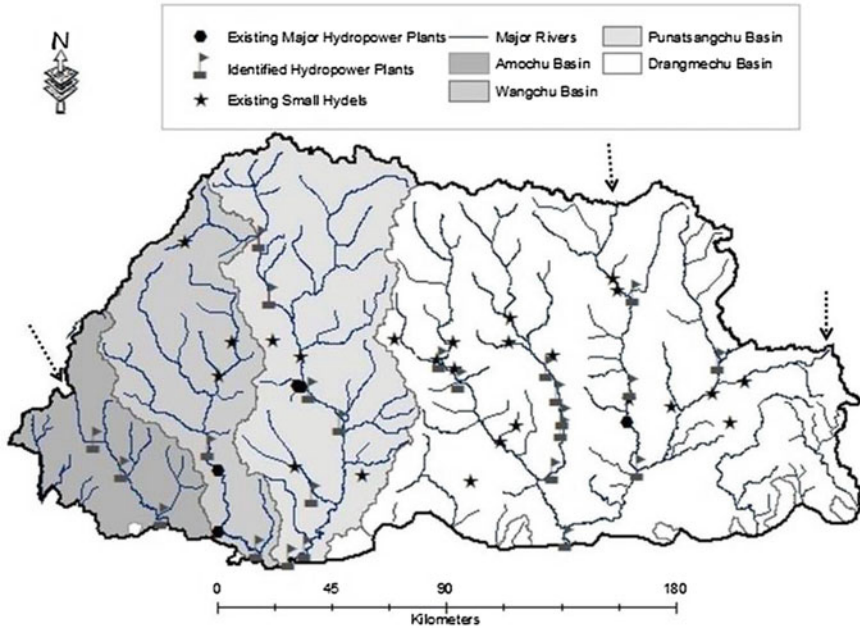 N
Existing Major Hydropower Plants
Identified Hydropower Plants
Existing Small Hydels
Major Rivers
Amochu Basin
Wangchu Basin
Punatsangchu Basin
Drangmechu Basin
0 45 90 180
Kilometers